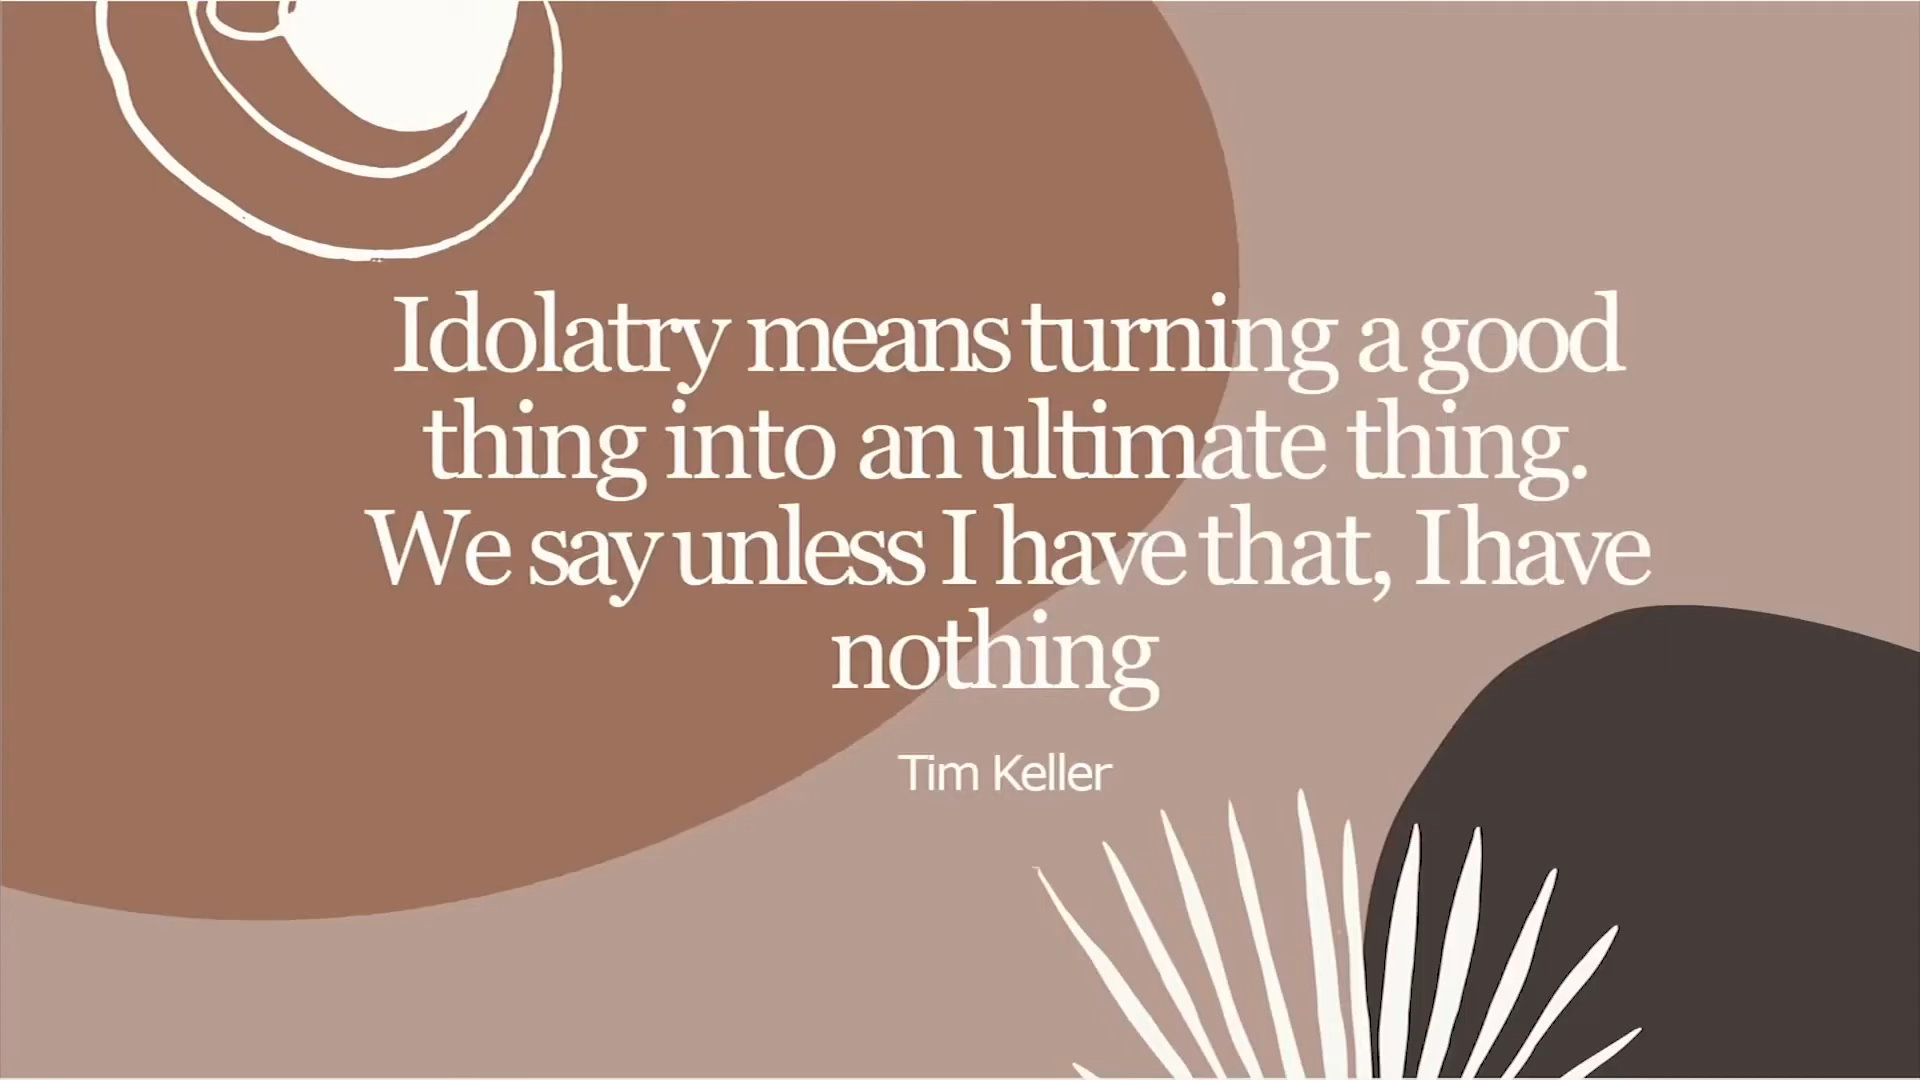 Idolatry means turning a good
thing into an ultimate thing.
We say unless I have that, I have
nothing
Tim Keller